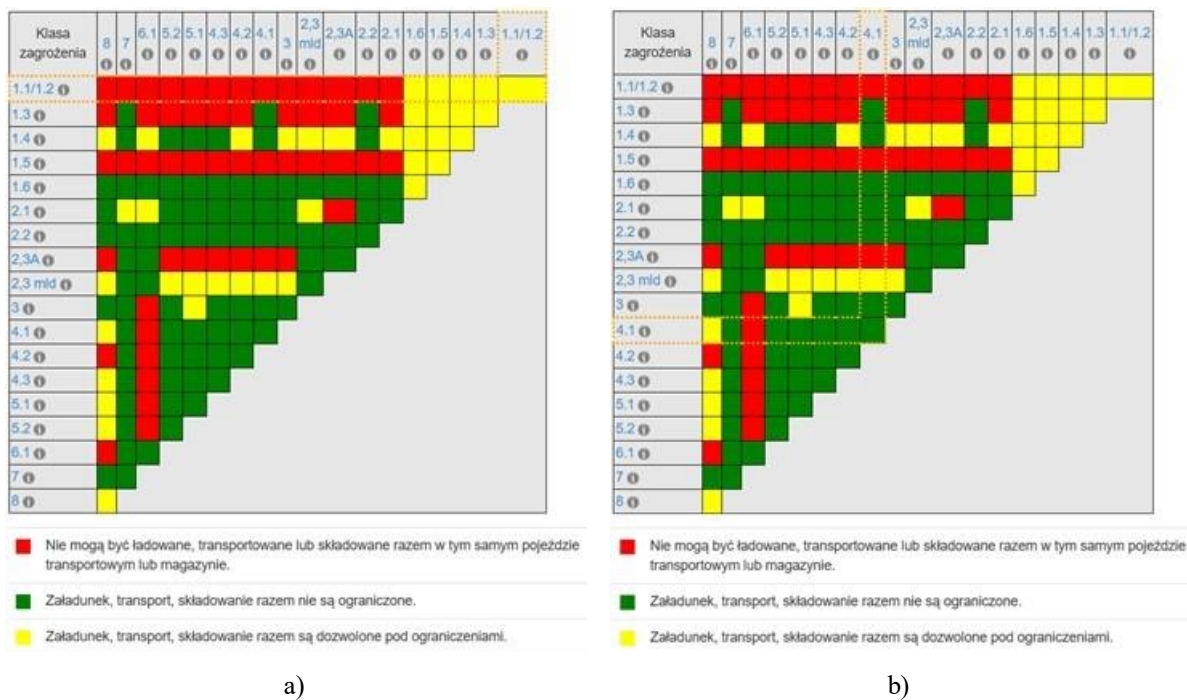 Klasa
zagrożenia
8 7 6.1 5.2 5.1 4.3 4.2 4.1 3 2,3 mld 2,3A 2.2 2.1 1.6 1.5 1.4 1.3 1.1/1.2
1.1/1.2
1.3
1.4
1.5
1.6
2.1
2.2
2,3A
2,3 mld
3
4.1
4.2
4.3
5.1
5.2
6.1
7
8
Nie mogą być ładowane, transportowane lub składowane razem w tym samym pojeździe
transportowym lub magazynie.
Załadunek, transport, składowanie razem nie są ograniczone.
Załadunek, transport, składowanie razem są dozwolone pod ograniczeniami.
a)
Klasa
zagrożenia
8 7 6.1 5.2 5.1 4.3 4.2 4.1 3 2,3 mld 2,3A 2.2 2.1 1.6 1.5 1.4 1.3 1.1/1.2
1.1/1.2
1.3
1.4
1.5
1.6
2.1
2.2
2,3A
2,3 mld
3
4.1
4.2
4.3
5.1
5.2
6.1
7
8
Nie mogą być ładowane, transportowane lub składowane razem w tym samym pojeździe
transportowym lub magazynie.
Załadunek, transport, składowanie razem nie są ograniczone.
Załadunek, transport, składowanie razem są dozwolone pod ograniczeniami.
b)